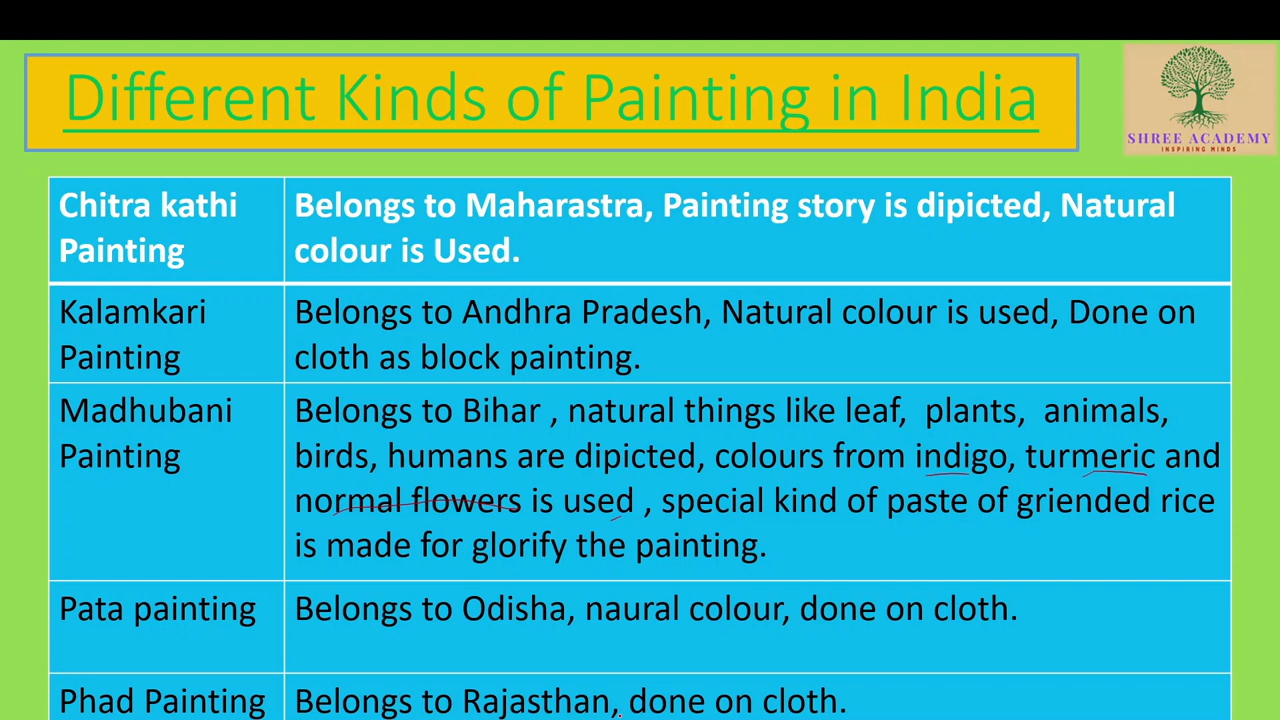 Different Kinds of Painting in India
SHREE ACADEMY
INSPIRING MINDS
Chitra kathi
Painting
Belongs to Maharastra, Painting story is dipicted, Natural
colour is Used.
Kalamkari
Painting
Belongs to Andhra Pradesh, Natural colour is used, Done on
cloth as block painting.
Madhubani
Painting
Belongs to Bihar , natural things like leaf, plants, animals,
birds, humans are dipicted, colours from indigo, turmeric and
normal flowers is used , special kind of paste of griended rice
is made for glorify the painting.
Pata painting
Belongs to Odisha, naural colour, done on cloth.
Phad Painting
Belongs to Rajasthan, done on cloth.